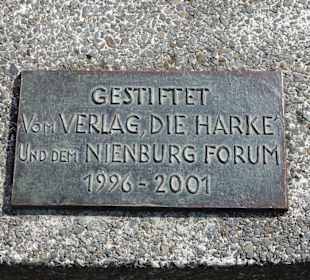 GESTIFTET
VOM VERLAG ‚DIE HARKE‘
UND DEM NIENBURG FORUM
1996 - 2001